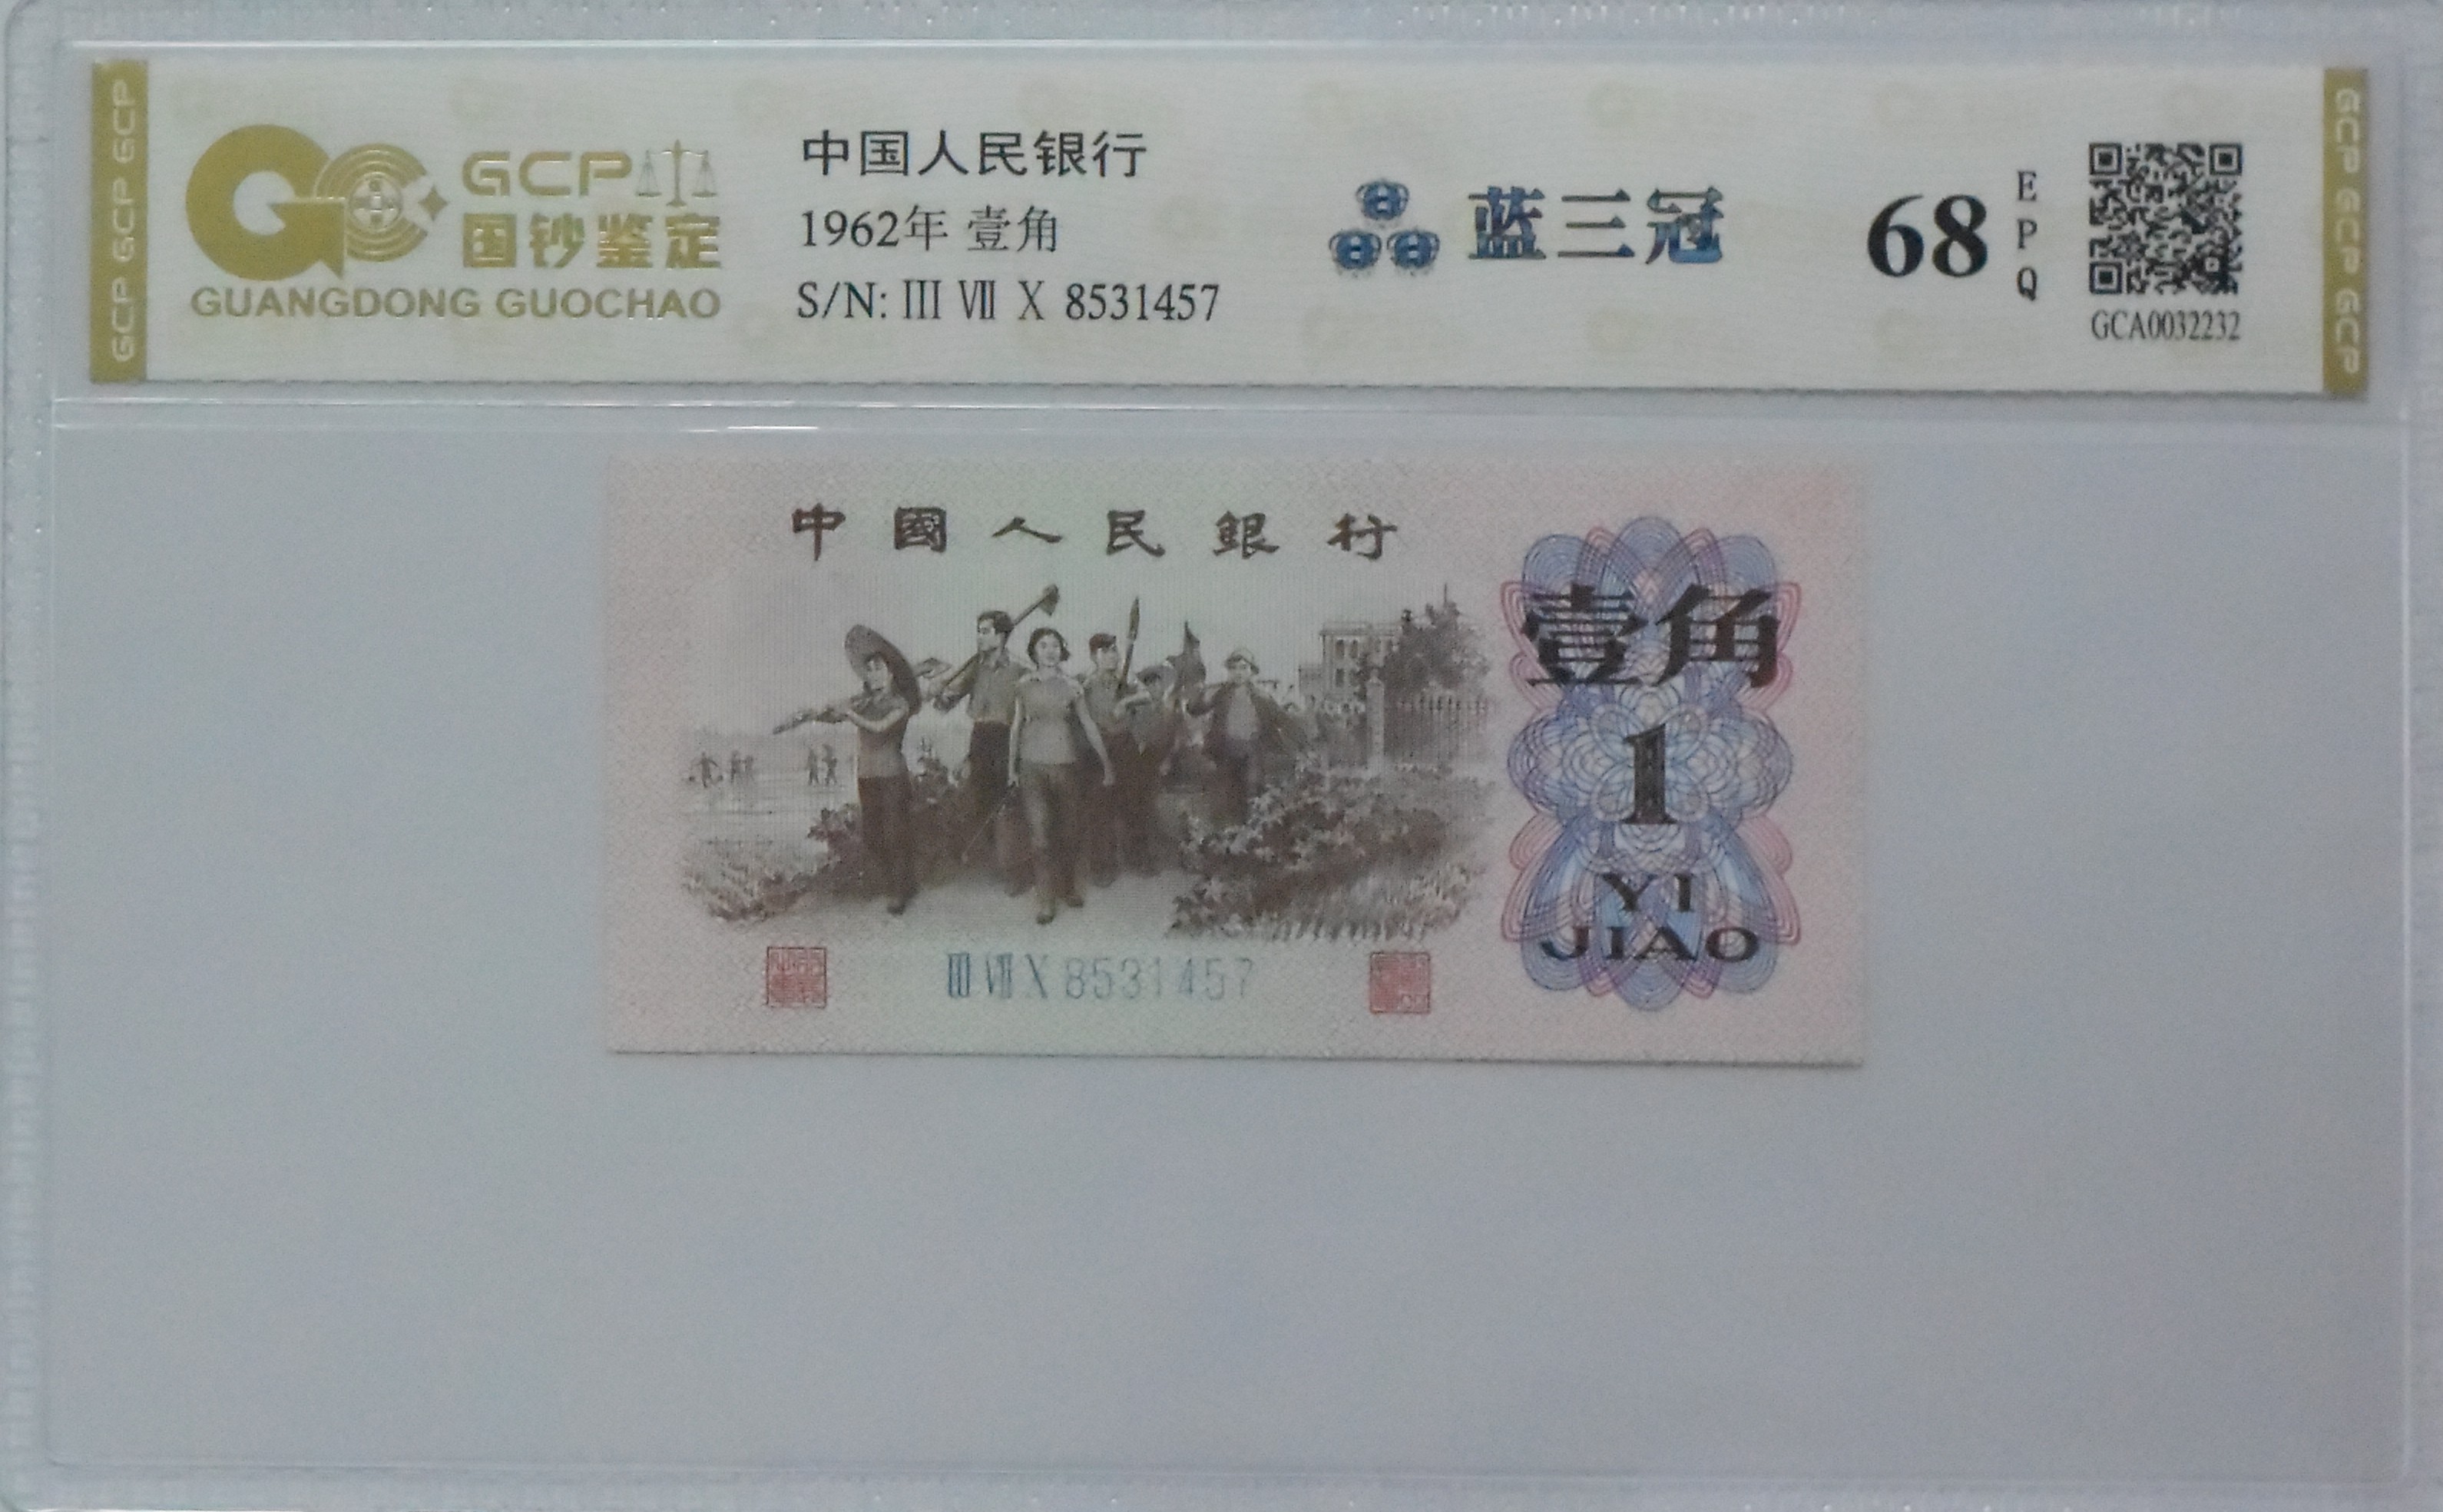 GCP GCP GCP
GCP
国钞鉴定
GUANGDONG GUOCHAO
中国人民银行
1962年 壹角
S/N: III VII X 8531457
蓝三冠
68
E
P
Q
GCA0032232
GCP GCP GCP
中國人民銀行
壹角
1
YI
JIAO
III VII X 8531457